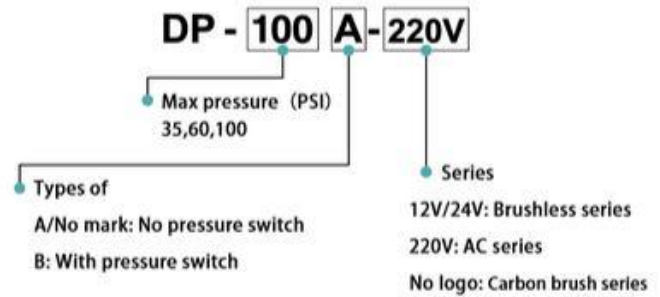 DP - 100 A - 220V
Max pressure (PSI)
35,60,100
Types of
A/No mark: No pressure switch
B: With pressure switch
Series
12V/24V: Brushless series
220V: AC series
No logo: Carbon brush series